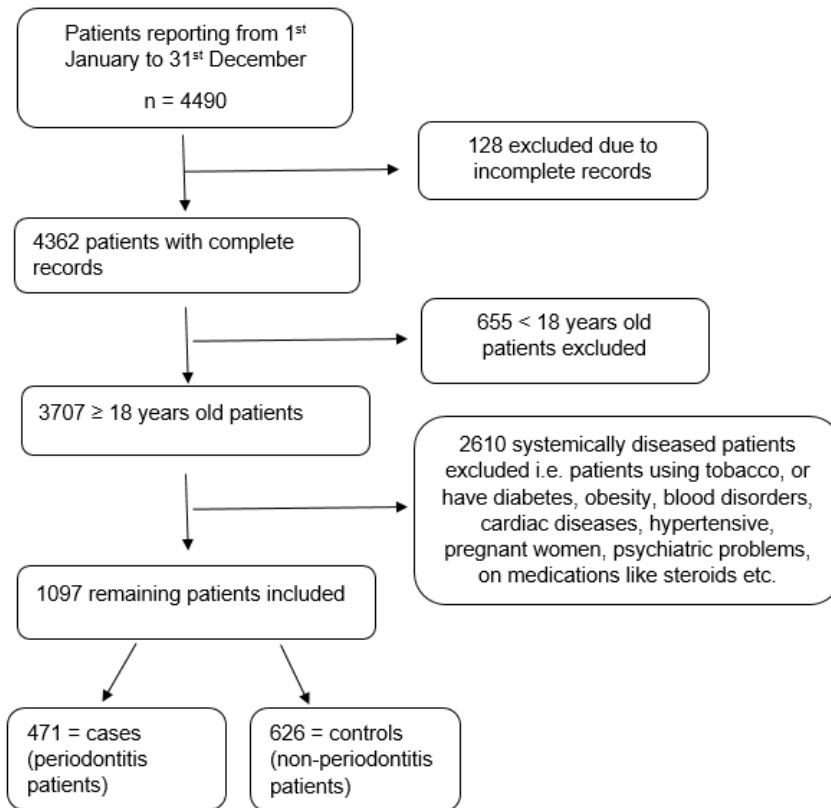 Patients reporting from 1st
January to 31st December
n = 4490
128 excluded due to
incomplete records
4362 patients with complete
records
655 < 18 years old
patients excluded
3707 ≥ 18 years old patients
2610 systemically diseased patients
excluded i.e. patients using tobacco, or
have diabetes, obesity, blood disorders,
cardiac diseases, hypertensive,
pregnant women, psychiatric problems,
on medications like steroids etc.
1097 remaining patients included
471 = cases
(periodontitis
patients)
626 = controls
(non-periodontitis
patients)